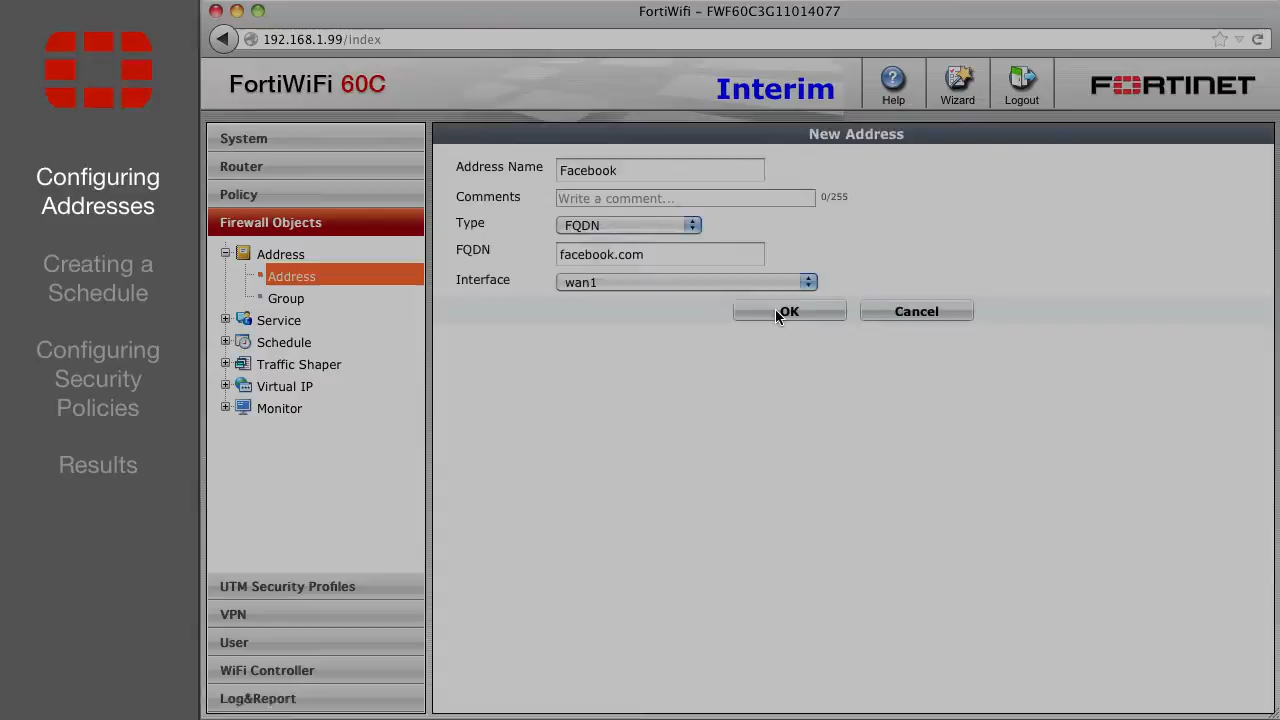 FortiWifi – FWF60C3G11014077
192.168.1.99/index
FortiWiFi 60C
Interim
Help
Wizard
Logout
FORTINET
Configuring
Addresses
Creating a
Schedule
Configuring
Security
Policies
Results
System
Router
Policy
Firewall Objects
Address
Address
Group
Service
Schedule
Traffic Shaper
Virtual IP
Monitor
UTM Security Profiles
VPN
User
WiFi Controller
Log&Report
New Address
Address Name Facebook
Comments Write a comment... 0/255
Type FQDN
FQDN facebook.com
Interface wan1
OK Cancel